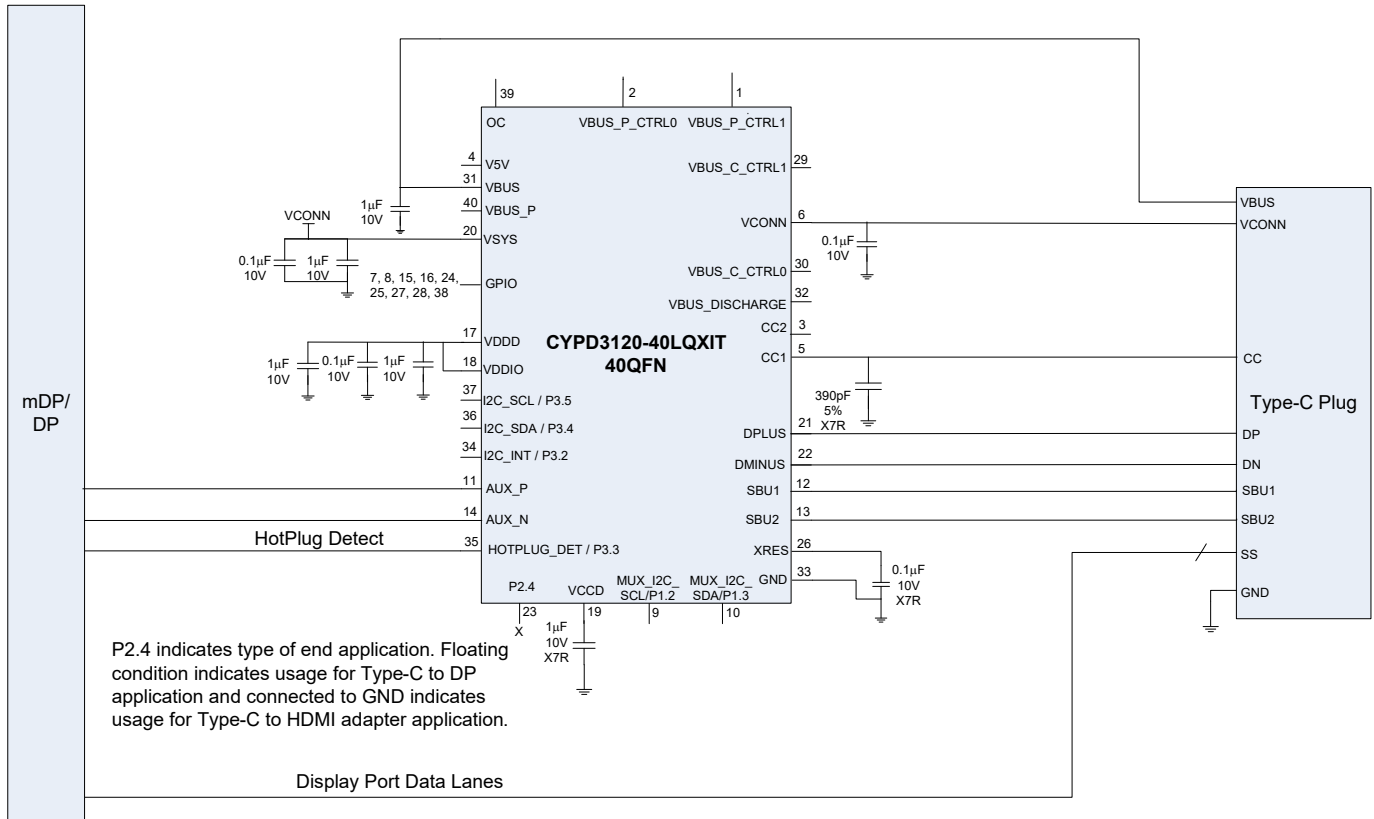 mDP/
DP
39
OC
2
VBUS_P_CTRL0
1
VBUS_P_CTRL1
4
V5V
31
VBUS
1µF
10V
40
VBUS_P
VCONN
20
VSYS
0.1µF
10V
1µF
10V
7, 8, 15, 16, 24,
25, 27, 28, 38
GPIO
17
VDDD
18
VDDIO
1µF
10V
0.1µF
10V
1µF
10V
37
I2C_SCL / P3.5
36
I2C_SDA / P3.4
34
I2C_INT / P3.2
11
AUX_P
14
AUX_N
HotPlug Detect
35
HOTPLUG_DET / P3.3
CYPD3120-40LQXIT
40QFN
29
VBUS_C_CTRL1
6
VCONN
0.1µF
10V
30
VBUS_C_CTRL0
32
VBUS_DISCHARGE
3
CC2
5
CC1
390pF
5%
X7R
21
DPLUS
22
DMINUS
12
SBU1
13
SBU2
26
XRES
33
GND
0.1µF
10V
X7R
P2.4
23
X
VCCD
19
1µF
10V
X7R
MUX_I2C_
SCL/P1.2
9
MUX_I2C_
SDA/P1.3
10
VBUS
VCONN
CC
Type-C Plug
DP
DN
SBU1
SBU2
SS
GND
P2.4 indicates type of end application. Floating
condition indicates usage for Type-C to DP
application and connected to GND indicates
usage for Type-C to HDMI adapter application.
Display Port Data Lanes